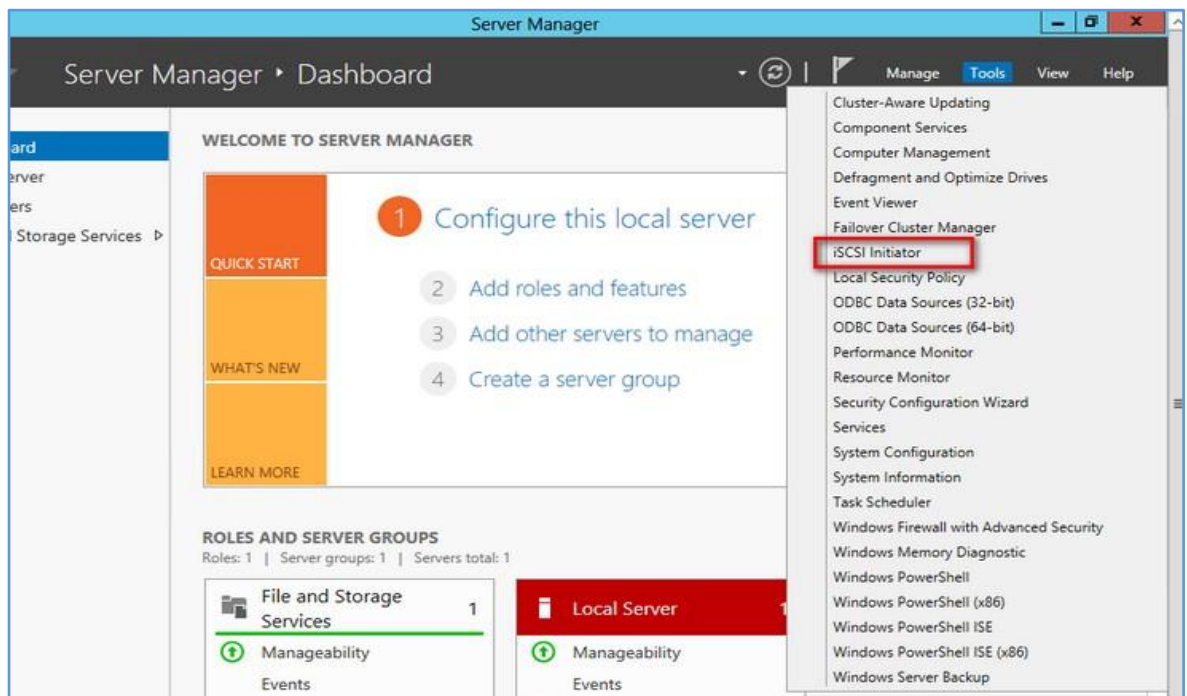 Server Manager
Server Manager • Dashboard
Manage Tools View Help
ard
erver
ers
l Storage Services
WELCOME TO SERVER MANAGER
QUICK START
WHAT'S NEW
LEARN MORE
1 Configure this local server
2 Add roles and features
3 Add other servers to manage
4 Create a server group
ROLES AND SERVER GROUPS
Roles: 1 | Server groups: 1 | Servers total: 1
File and Storage
Services 1
Manageability
Events
Local Server 1
Manageability
Events
Cluster-Aware Updating
Component Services
Computer Management
Defragment and Optimize Drives
Event Viewer
Failover Cluster Manager
iSCSI Initiator
Local Security Policy
ODBC Data Sources (32-bit)
ODBC Data Sources (64-bit)
Performance Monitor
Resource Monitor
Security Configuration Wizard
Services
System Configuration
System Information
Task Scheduler
Windows Firewall with Advanced Security
Windows Memory Diagnostic
Windows PowerShell
Windows PowerShell (x86)
Windows PowerShell ISE
Windows PowerShell ISE (x86)
Windows Server Backup